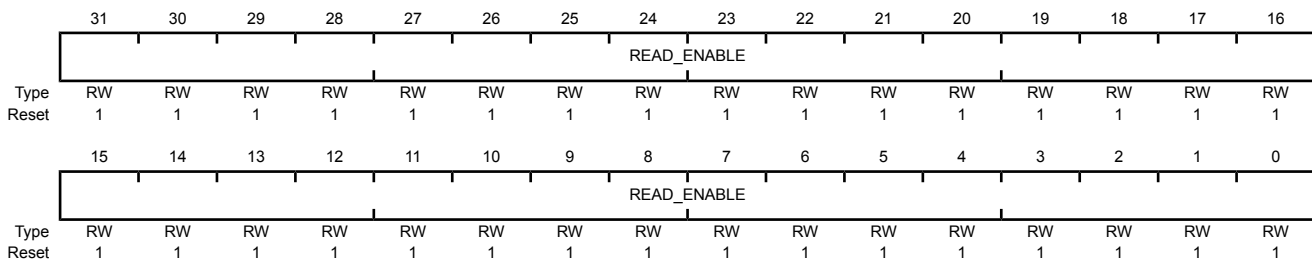 31 30 29 28 27 26 25 24 23 22 21 20 19 18 17 16
READ_ENABLE
Type RW RW RW RW RW RW RW RW RW RW RW RW RW RW RW RW
Reset 1 1 1 1 1 1 1 1 1 1 1 1 1 1 1 1
15 14 13 12 11 10 9 8 7 6 5 4 3 2 1 0
READ_ENABLE
Type RW RW RW RW RW RW RW RW RW RW RW RW RW RW RW RW
Reset 1 1 1 1 1 1 1 1 1 1 1 1 1 1 1 1